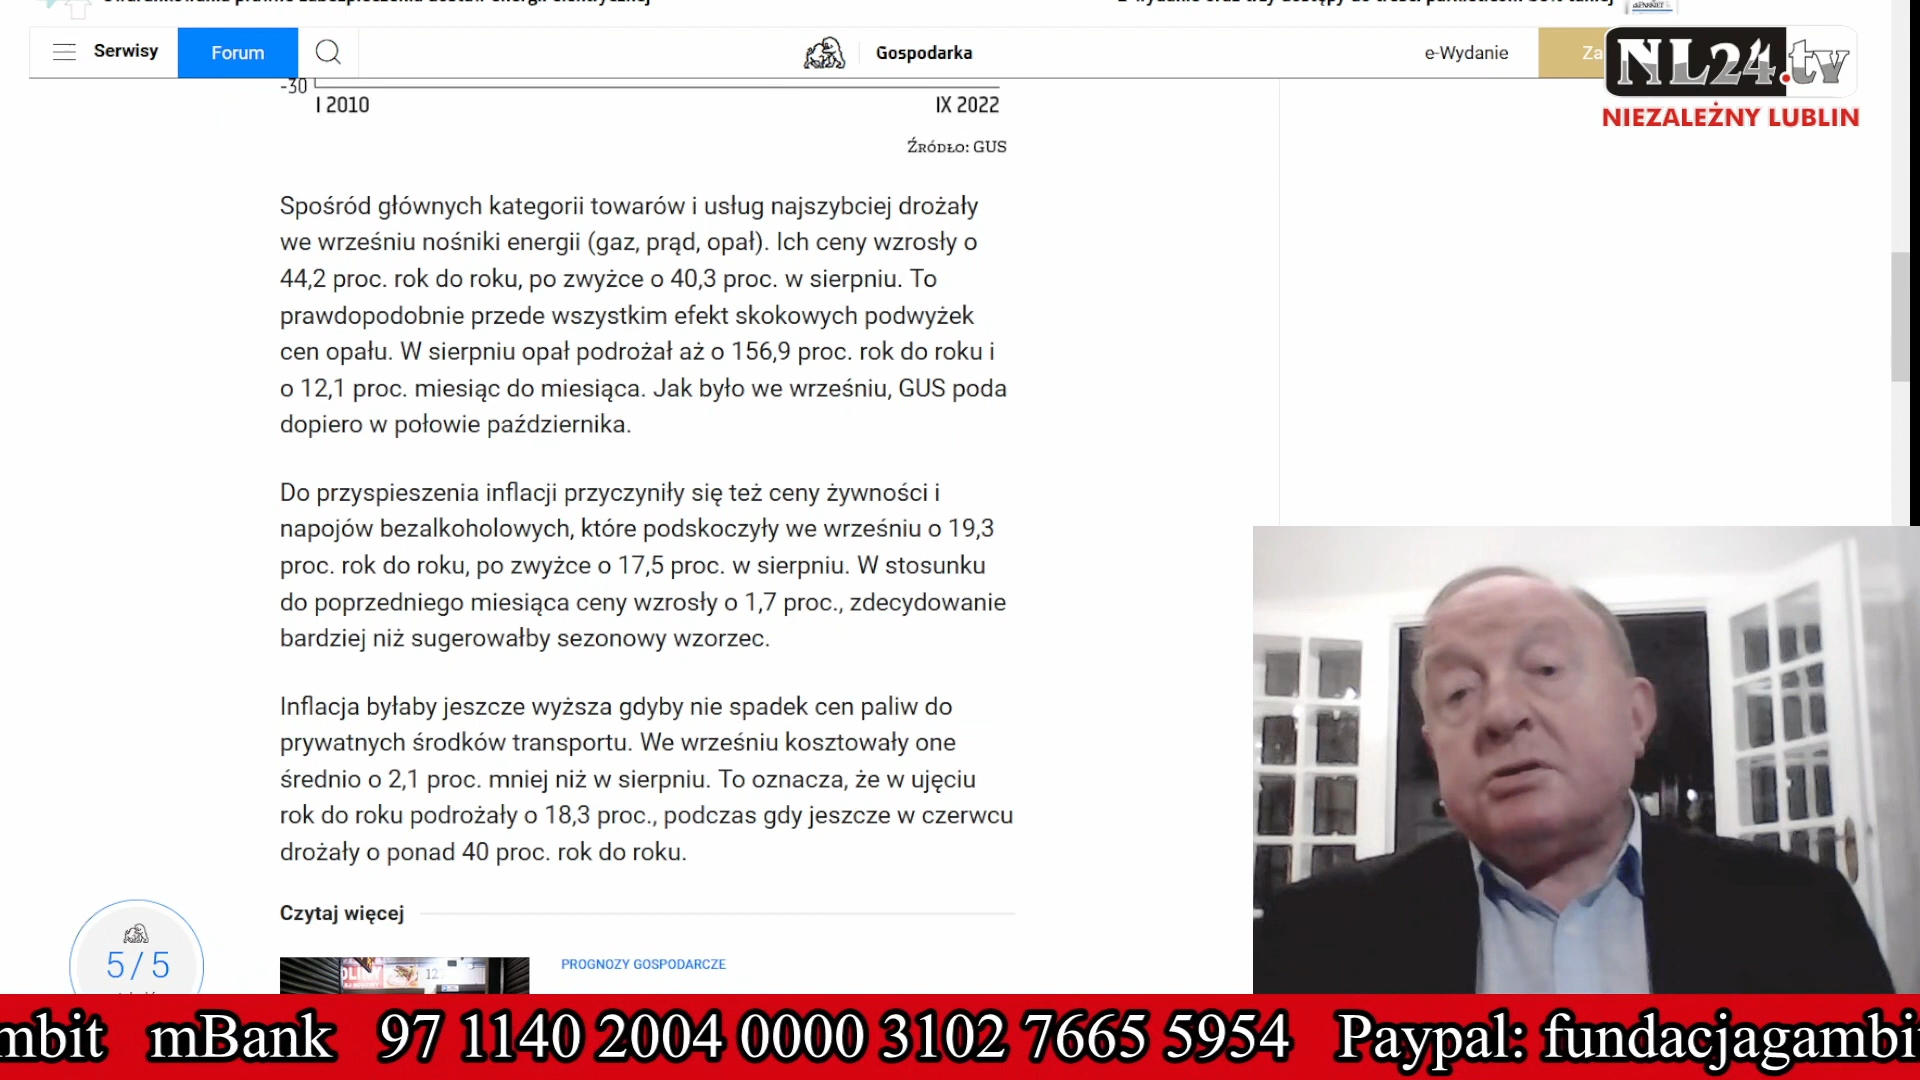 Serwisy
Forum
Gospodarka
e-Wydanie
Za
NL24.tv
NIEZALEŻNY LUBLIN
-30
I 2010
IX 2022
ŹRÓDŁO: GUS
Spośród głównych kategorii towarów i usług najszybciej drożały
we wrześniu nośniki energii (gaz, prąd, opał). Ich ceny wzrosły o
44,2 proc. rok do roku, po zwyżce o 40,3 proc. w sierpniu. To
prawdopodobnie przede wszystkim efekt skokowych podwyżek
cen opału. W sierpniu opał podrożał aż o 156,9 proc. rok do roku i
o 12,1 proc. miesiąc do miesiąca. Jak było we wrześniu, GUS poda
dopiero w połowie października.
Do przyspieszenia inflacji przyczyniły się też ceny żywności i
napojów bezalkoholowych, które podskoczyły we wrześniu o 19,3
proc. rok do roku, po zwyżce o 17,5 proc. w sierpniu. W stosunku
do poprzedniego miesiąca ceny wzrosły o 1,7 proc., zdecydowanie
bardziej niż sugerowałby sezonowy wzorzec.
Inflacja byłaby jeszcze wyższa gdyby nie spadek cen paliw do
prywatnych środków transportu. We wrześniu kosztowały one
średnio o 2,1 proc. mniej niż w sierpniu. To oznacza, że w ujęciu
rok do roku podrożały o 18,3 proc., podczas gdy jeszcze w czerwcu
drożały o ponad 40 proc. rok do roku.
Czytaj więcej
5/5
PROGNOZY GOSPODARCZE
mbit mBank 97 1140 2004 0000 3102 7665 5954 Paypal: fundacjagambi